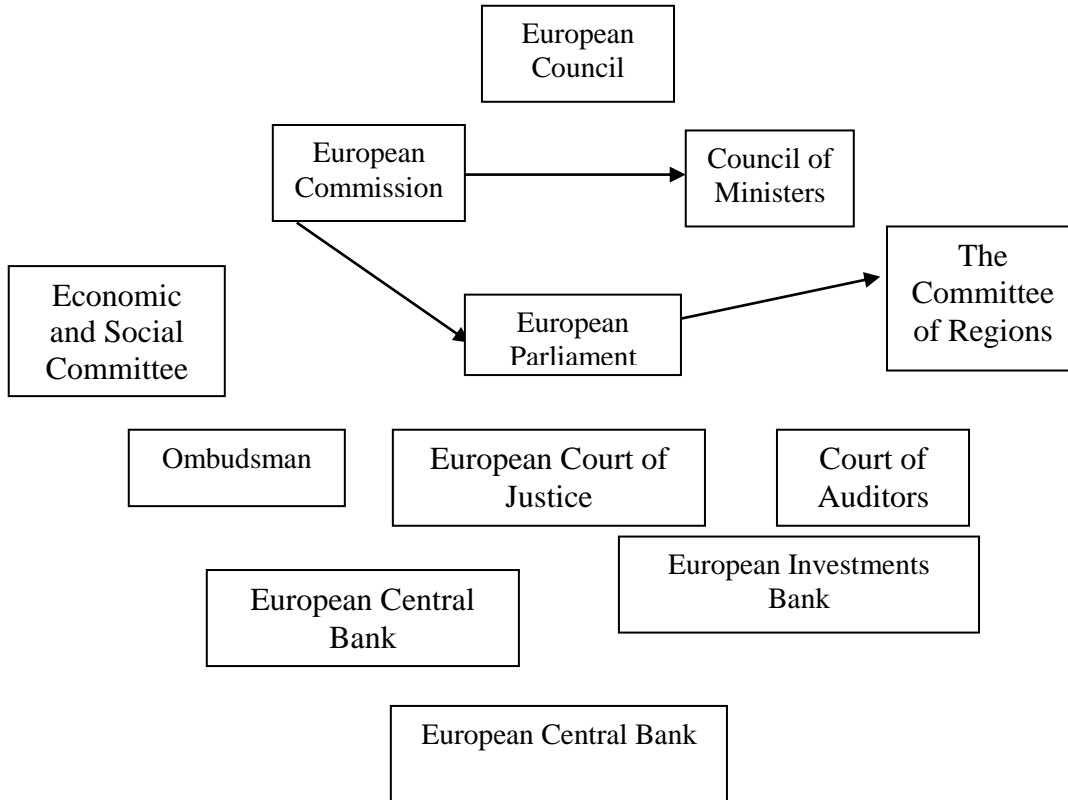 European
Council
European
Commission
Council of
Ministers
The
Committee
of Regions
Economic
and Social
Committee
European
Parliament
Ombudsman
European Court of
Justice
Court of
Auditors
European Investments
Bank
European Central
Bank
European Central Bank